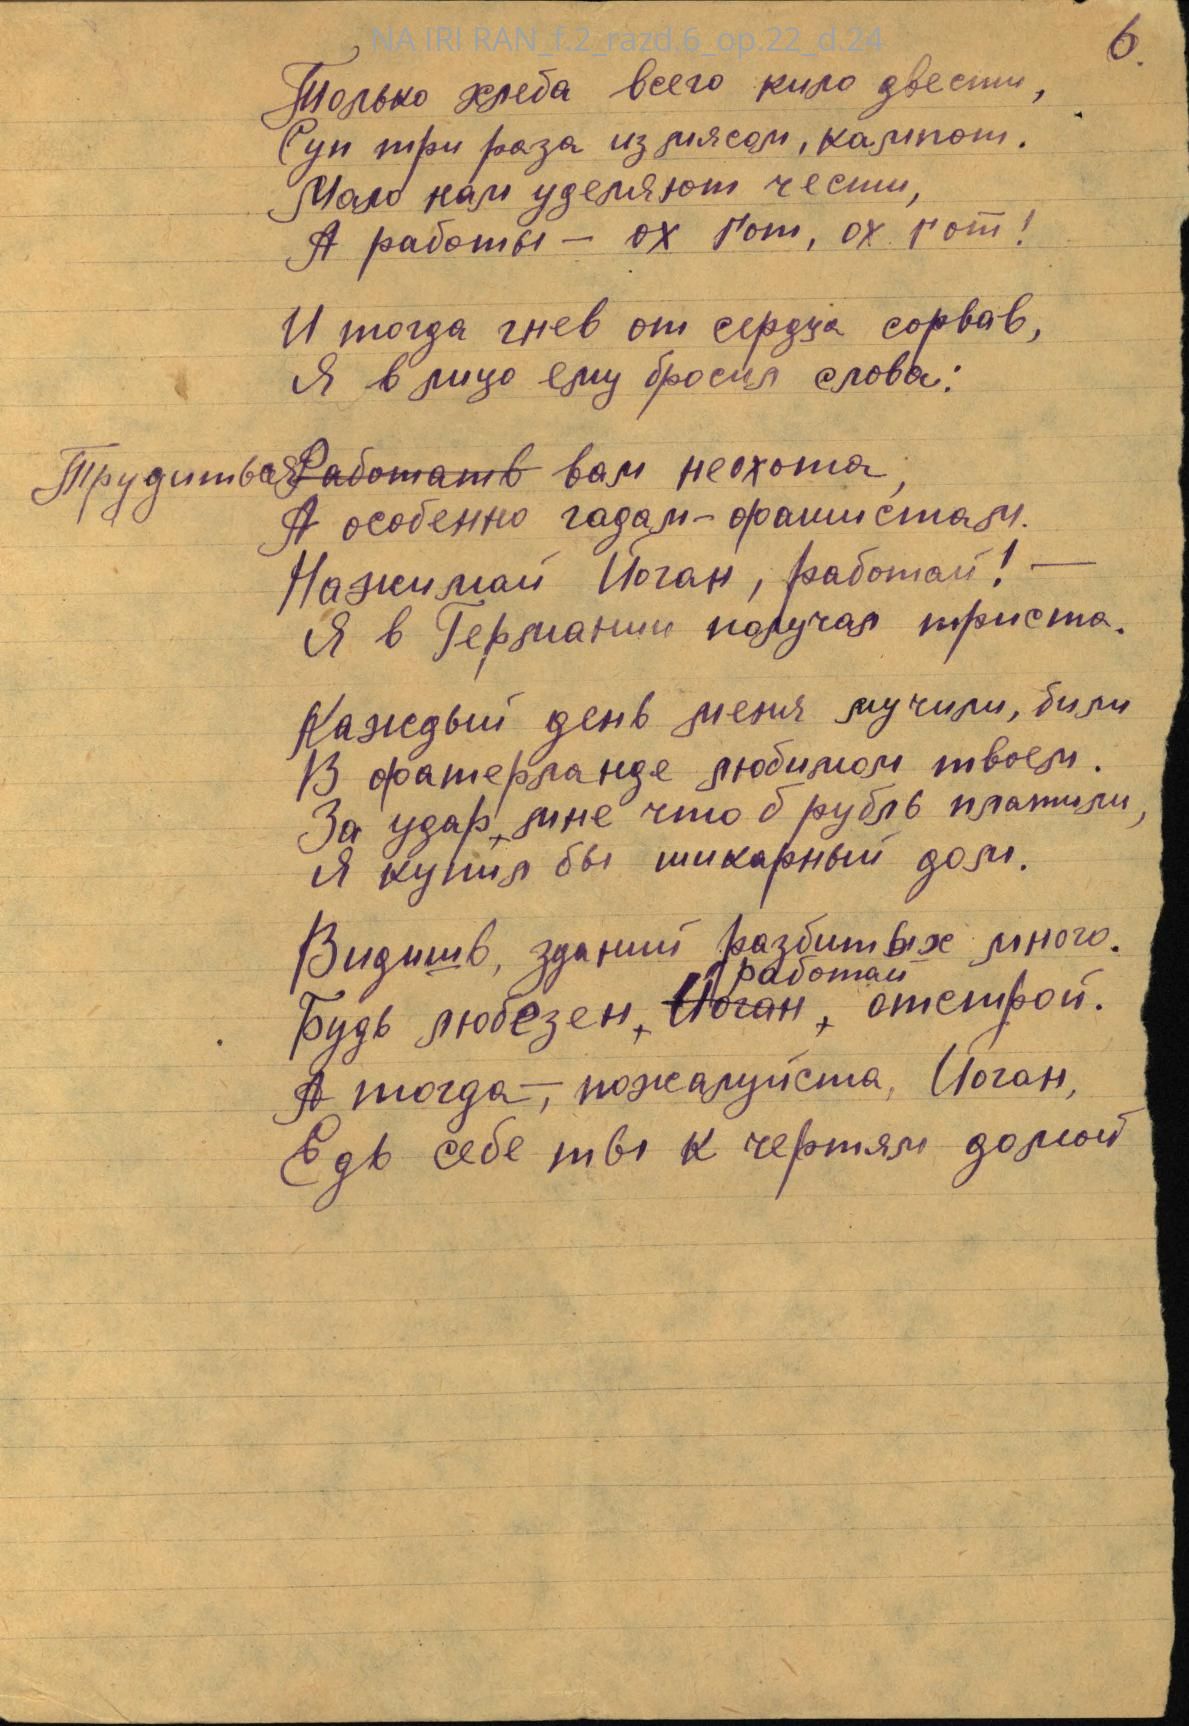 NA IRI RAN_f.2_razd.6_op.22_d.24
6.
Только хлеба всего кило двести,
Суп три раза из мясом, кампот.
Мало нам уделяют чести,
А работы – ох Гот, ох Гот!
И тогда гнев от сердца сорвав,
Я в лицо ему бросил слова:
Трудиться Работать вам неохота,
А особенно гадам-фашистам.
Нажимай Йоган, работай! —
Я в Германии получал триста.
Каждый день меня мучили, били
В фатерланде любимом твоем.
За удар, мне что б рубль платили,
Я купил бы шикарный дом.
Видишь, зданий разбитых много.
работай
Будь любезен, Йоган, отстрой.
А тогда –, пожалуйста, Йоган,
Едь себе ты к чертям домой